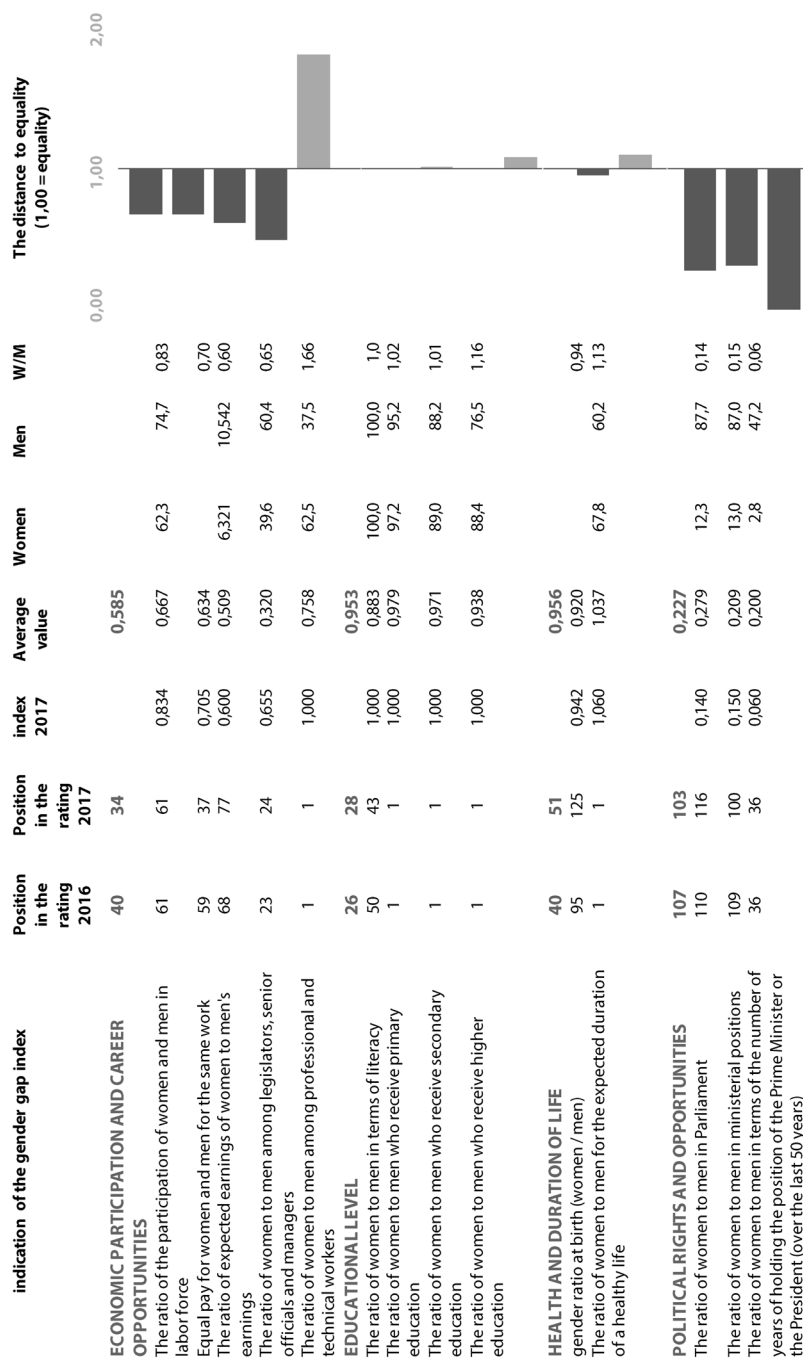 indication of the gender gap index
Position in the rating 2016
Position in the rating 2017
index 2017
Average value
Women
Men
W/M
The distance to equality (1,00 = equality)
0,00 1,00 2,00
ECONOMIC PARTICIPATION AND CAREER
OPPORTUNITIES 40 34 0,585
The ratio of the participation of women and men in
labor force 61 61 0,834 0,667 62,3 74,7 0,83
Equal pay for women and men for the same work 59 37 0,705 0,634 0,70
The ratio of expected earnings of women to men's
earnings 68 77 0,600 0,509 6,321 10,542 0,60
The ratio of women to men among legislators, senior
officials and managers 23 24 0,655 0,320 39,6 60,4 0,65
The ratio of women to men among professional and
technical workers 1 1 1,000 0,758 62,5 37,5 1,66
EDUCATIONAL LEVEL 26 28 0,953
The ratio of women to men in terms of literacy 50 43 1,000 0,883 100,0 100,0 1,0
The ratio of women to men who receive primary
education 1 1 1,000 0,979 97,2 95,2 1,02
The ratio of women to men who receive secondary
education 1 1 1,000 0,971 89,0 88,2 1,01
The ratio of women to men who receive higher
education 1 1 1,000 0,938 88,4 76,5 1,16
HEALTH AND DURATION OF LIFE 40 51 0,956
gender ratio at birth (women / men) 95 125 0,942 0,920 0,94
The ratio of women to men for the expected duration
of a healthy life 1 1 1,060 1,037 67,8 60,2 1,13
POLITICAL RIGHTS AND OPPORTUNITIES 107 103 0,227
The ratio of women to men in Parliament 110 116 0,140 0,279 12,3 87,7 0,14
The ratio of women to men in ministerial positions 109 100 0,150 0,209 13,0 87,0 0,15
The ratio of women to men in terms of the number of 36 36 0,060 0,200 2,8 47,2 0,06
years of holding the position of the Prime Minister or
the President (over the last 50 years)